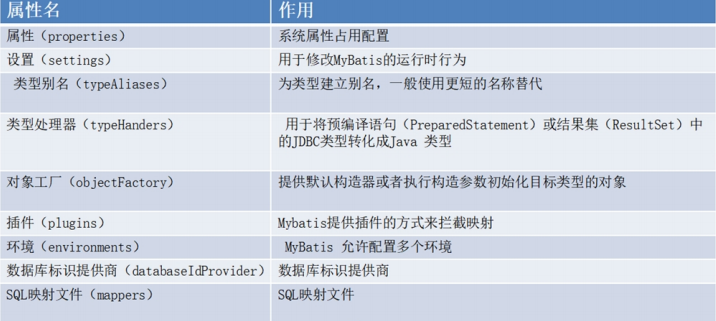 属性名 作用
属性（properties） 系统属性占用配置
设置（settings） 用于修改MyBatis的运行时行为
类型别名（typeAliases） 为类型建立别名，一般使用更短的名称替代
类型处理器（typeHanders） 用于将预编译语句（PreparedStatement）或结果集（ResultSet）中
的JDBC类型转化成Java 类型
对象工厂（objectFactory） 提供默认构造器或者执行构造参数初始化目标类型的对象
插件（plugins） Mybatis提供插件的方式来拦截映射
环境（environments） MyBatis 允许配置多个环境
数据库标识提供商（databaseIdProvider） 数据库标识提供商
SQL映射文件（mappers） SQL映射文件